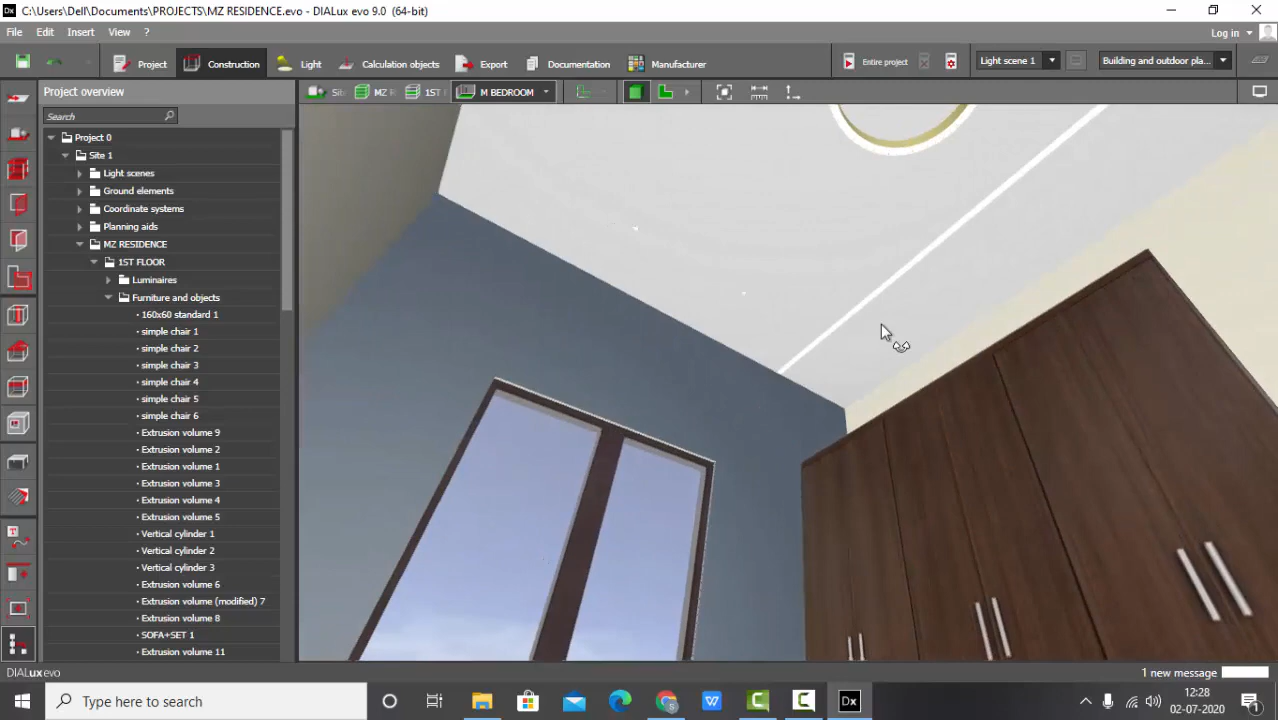 C:\Users\Dell\Documents\PROJECTS\MZ RESIDENCE.evo - DIALux evo 9.0 (64-bit)
File Edit Insert View ?
Log in
Project Construction Light Calculation objects Export Documentation Manufacturer Entire project Light scene 1 Building and outdoor pla...
Project overview
Sit MZ R 1ST M BEDROOM
Search
Project 0
Site 1
Light scenes
Ground elements
Coordinate systems
Planning aids
MZ RESIDENCE
1ST FLOOR
Luminaires
Furniture and objects
160x60 standard 1
simple chair 1
simple chair 2
simple chair 3
simple chair 4
simple chair 5
simple chair 6
Extrusion volume 9
Extrusion volume 2
Extrusion volume 1
Extrusion volume 3
Extrusion volume 4
Extrusion volume 5
Vertical cylinder 1
Vertical cylinder 2
Vertical cylinder 3
Extrusion volume 6
Extrusion volume (modified) 7
Extrusion volume 8
SOFA+SET 1
Extrusion volume 11
DIALux evo
1 new message
Type here to search
Dx
12:28
02-07-2020